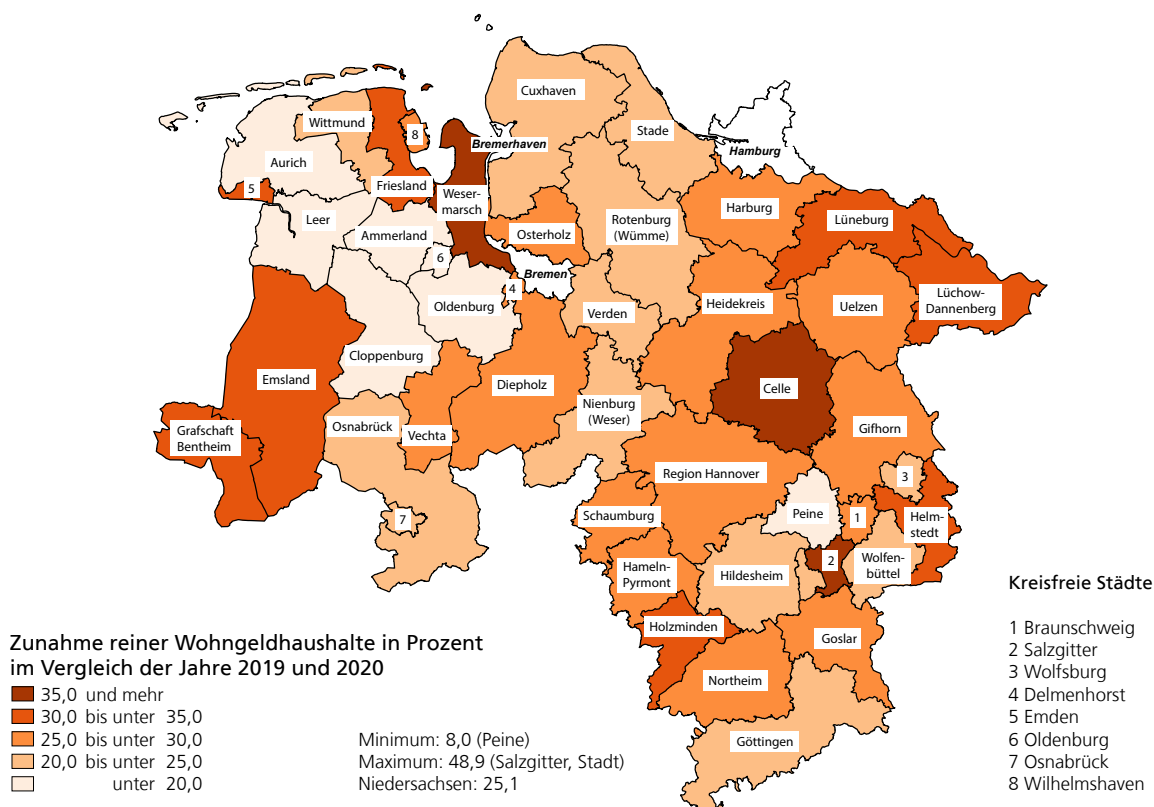 Cuxhaven
Stade
Wittmund
8
Bremerhaven
Hamburg
Aurich
5
Friesland
Weser-
marsch
Harburg
Lüneburg
Leer
Ammerland
Osterholz
Rotenburg
(Wümme)
6
Bremen
4
Lüchow-
Dannenberg
Oldenburg
Verden
Heidekreis
Uelzen
Cloppenburg
Emsland
Diepholz
Celle
Nienburg
(Weser)
Grafschaft
Bentheim
Osnabrück
Vechta
Gifhorn
Region Hannover
3
7
Schaumburg
Peine
1
Helm-
stedt
2
Hameln-
Pyrmont
Hildesheim
Wolfen-
büttel
Holzminden
Goslar
Northeim
Göttingen
Zunahme reiner Wohngeldhaushalte in Prozent
im Vergleich der Jahre 2019 und 2020
35,0 und mehr
30,0 bis unter 35,0
25,0 bis unter 30,0
20,0 bis unter 25,0
unter 20,0
Minimum: 8,0 (Peine)
Maximum: 48,9 (Salzgitter, Stadt)
Niedersachsen: 25,1
Kreisfreie Städte
1 Braunschweig
2 Salzgitter
3 Wolfsburg
4 Delmenhorst
5 Emden
6 Oldenburg
7 Osnabrück
8 Wilhelmshaven